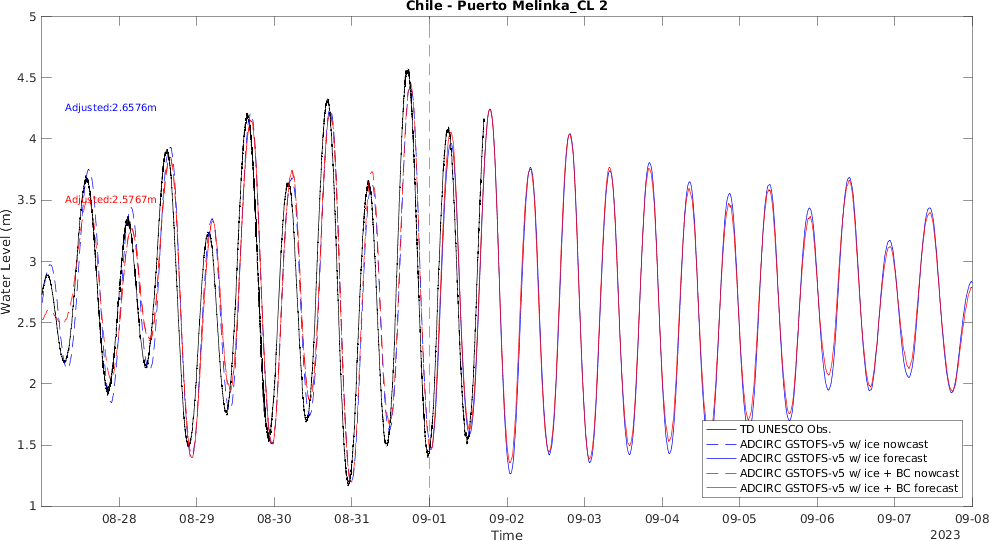 Chile - Puerto Melinka_CL 2
5
4.5
4
3.5
3
2.5
2
1.5
1
Water Level (m)
Adjusted:2.6576m
Adjusted:2.5767m
TD UNESCO Obs.
ADCIRC GSTOFS-v5 w/ ice nowcast
ADCIRC GSTOFS-v5 w/ ice forecast
ADCIRC GSTOFS-v5 w/ ice + BC nowcast
ADCIRC GSTOFS-v5 w/ ice + BC forecast
08-28 08-29 08-30 08-31 09-01 09-02 09-03 09-04 09-05 09-06 09-07 09-08
Time
2023